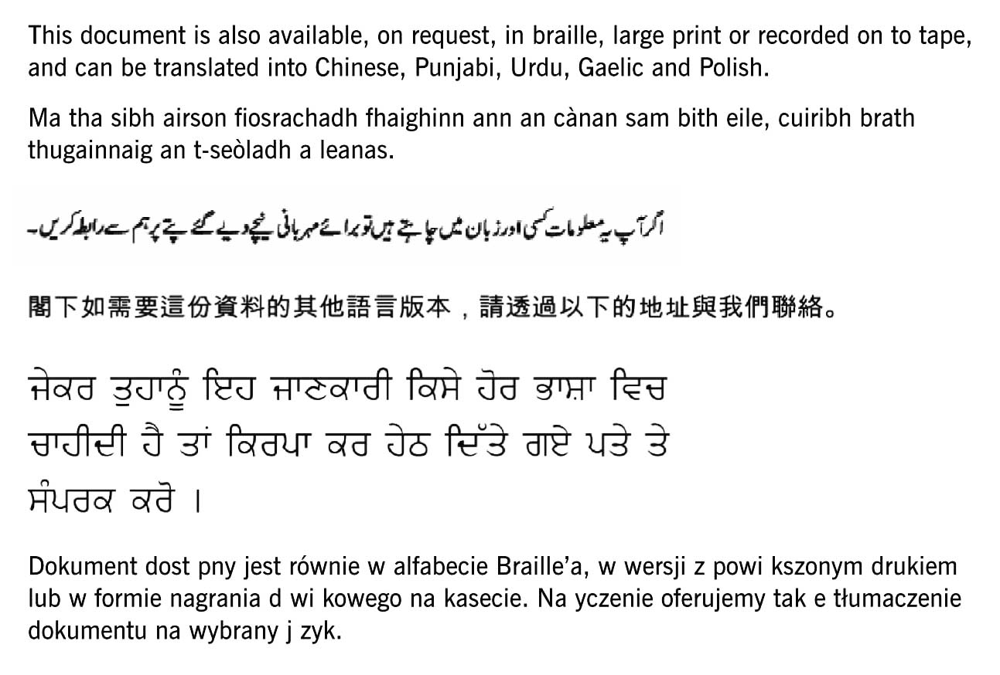 This document is also available, on request, in braille, large print or recorded on to tape,
and can be translated into Chinese, Punjabi, Urdu, Gaelic and Polish.
Ma tha sibh airson fiosrachadh fhaighinn ann an cànan sam bith eile, cuiribh brath
thugainnaig an t-seòladh a leanas.
اگر آپ یہ معلومات کسی اور زبان میں چاہتے ہیں تو برائے مہربانی نیچے دیے گئے پتے پر ہم سے رابطہ کریں۔
閣下如需要這份資料的其他語言版本，請透過以下的地址與我們聯絡。
ਜੇਕਰ ਤੁਹਾਨੂੰ ਇਹ ਜਾਣਕਾਰੀ ਕਿਸੇ ਹੋਰ ਭਾਸ਼ਾ ਵਿਚ
ਚਾਹੀਦੀ ਹੈ ਤਾਂ ਕਿਰਪਾ ਕਰ ਹੇਠ ਦਿੱਤੇ ਗਏ ਪਤੇ ਤੇ
ਸੰਪਰਕ ਕਰੋ ।
Dokument dost pny jest równie w alfabecie Braille’a, w wersji z powi kszonym drukiem
lub w formie nagrania d wi kowego na kasecie. Na yczenie oferujemy tak e tłumaczenie
dokumentu na wybrany j zyk.